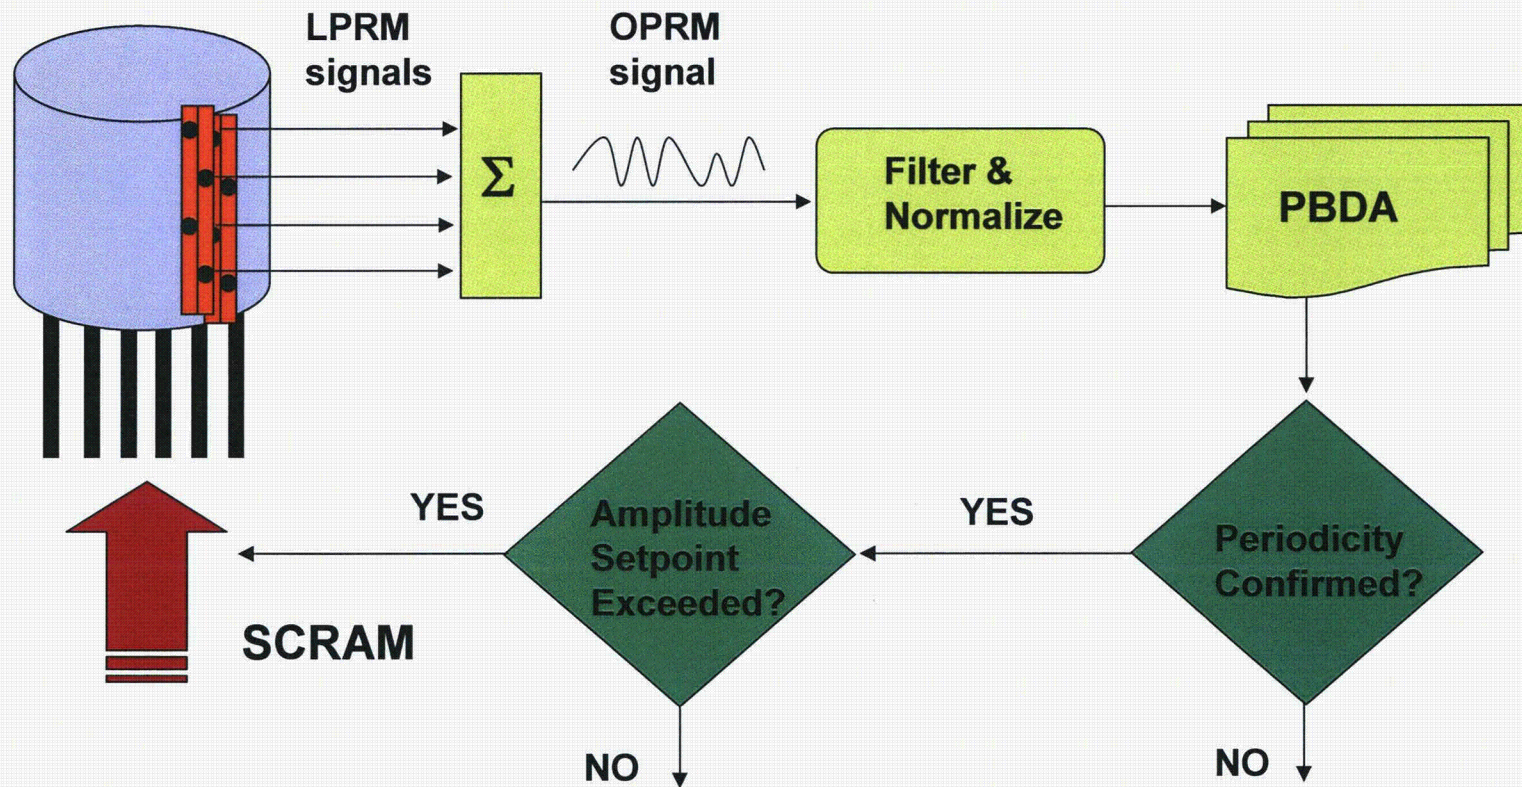 LPRM
signals
OPRM
signal
Σ
Filter &
Normalize
PBDA
Periodicity
Confirmed?
YES
NO
Amplitude
Setpoint
Exceeded?
YES
NO
SCRAM